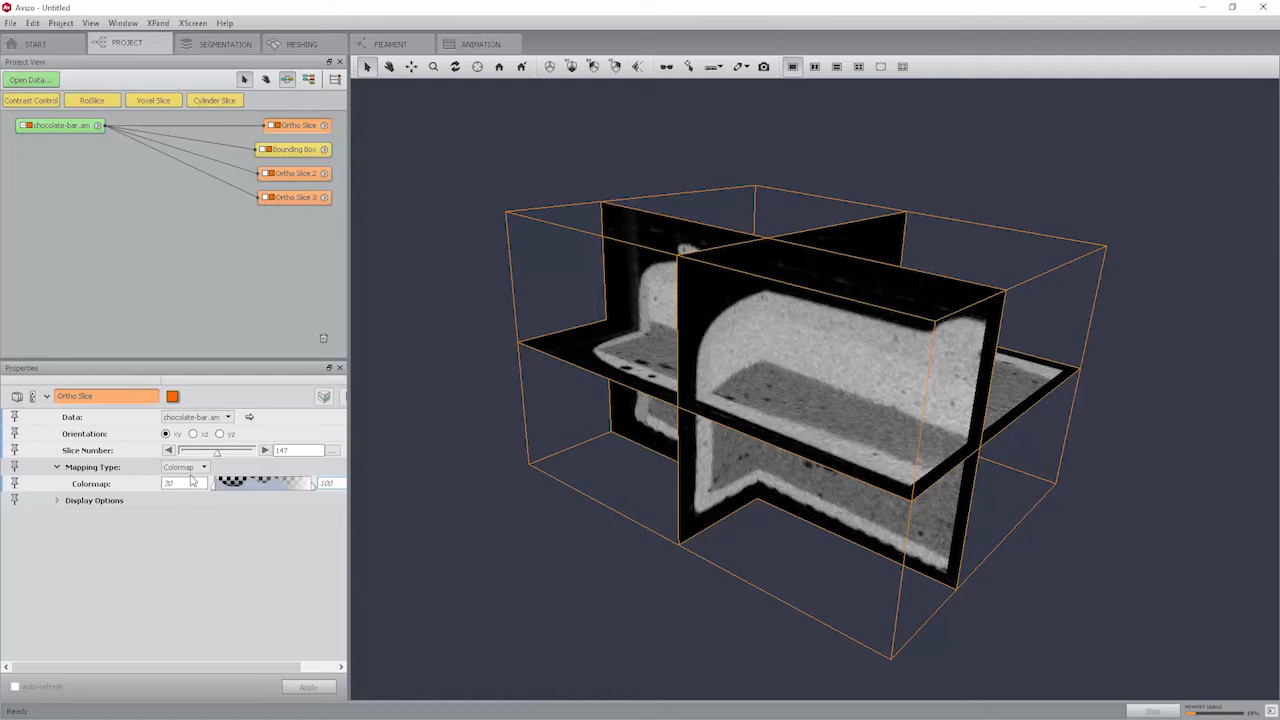 Avizo - Untitled
File Edit Project View Window XPand XScreen Help
START PROJECT SEGMENTATION MESHING FILAMENT ANIMATION
Project View
Open Data...
Contrast Control RoiSlice Voxel Slice Cylinder Slice
chocolate-bar.am Ortho Slice
Bounding Box
Ortho Slice 2
Ortho Slice 3
Properties
Ortho Slice
Data: chocolate-bar.am
Orientation: xy xz yz
Slice Number: 147 ...
Mapping Type: Colormap
Colormap: 30 100
Display Options
auto-refresh Apply
Ready Stop MEMORY USAGE 19%